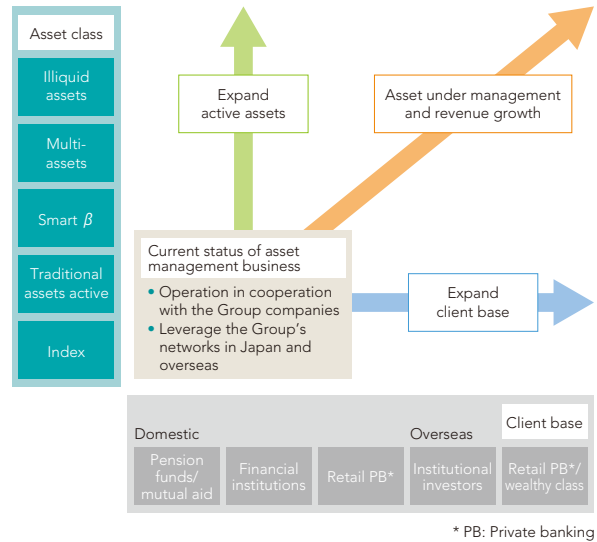 Asset class
Illiquid
assets
Multi-
assets
Smart β
Traditional
assets active
Index
Expand
active assets
Asset under management
and revenue growth
Current status of asset
management business
• Operation in cooperation
with the Group companies
• Leverage the Group's
networks in Japan and
overseas
Expand
client base
Client base
Domestic
Overseas
Pension
funds/
mutual aid
Financial
institutions
Retail PB*
Institutional
investors
Retail PB*/
wealthy class
* PB: Private banking